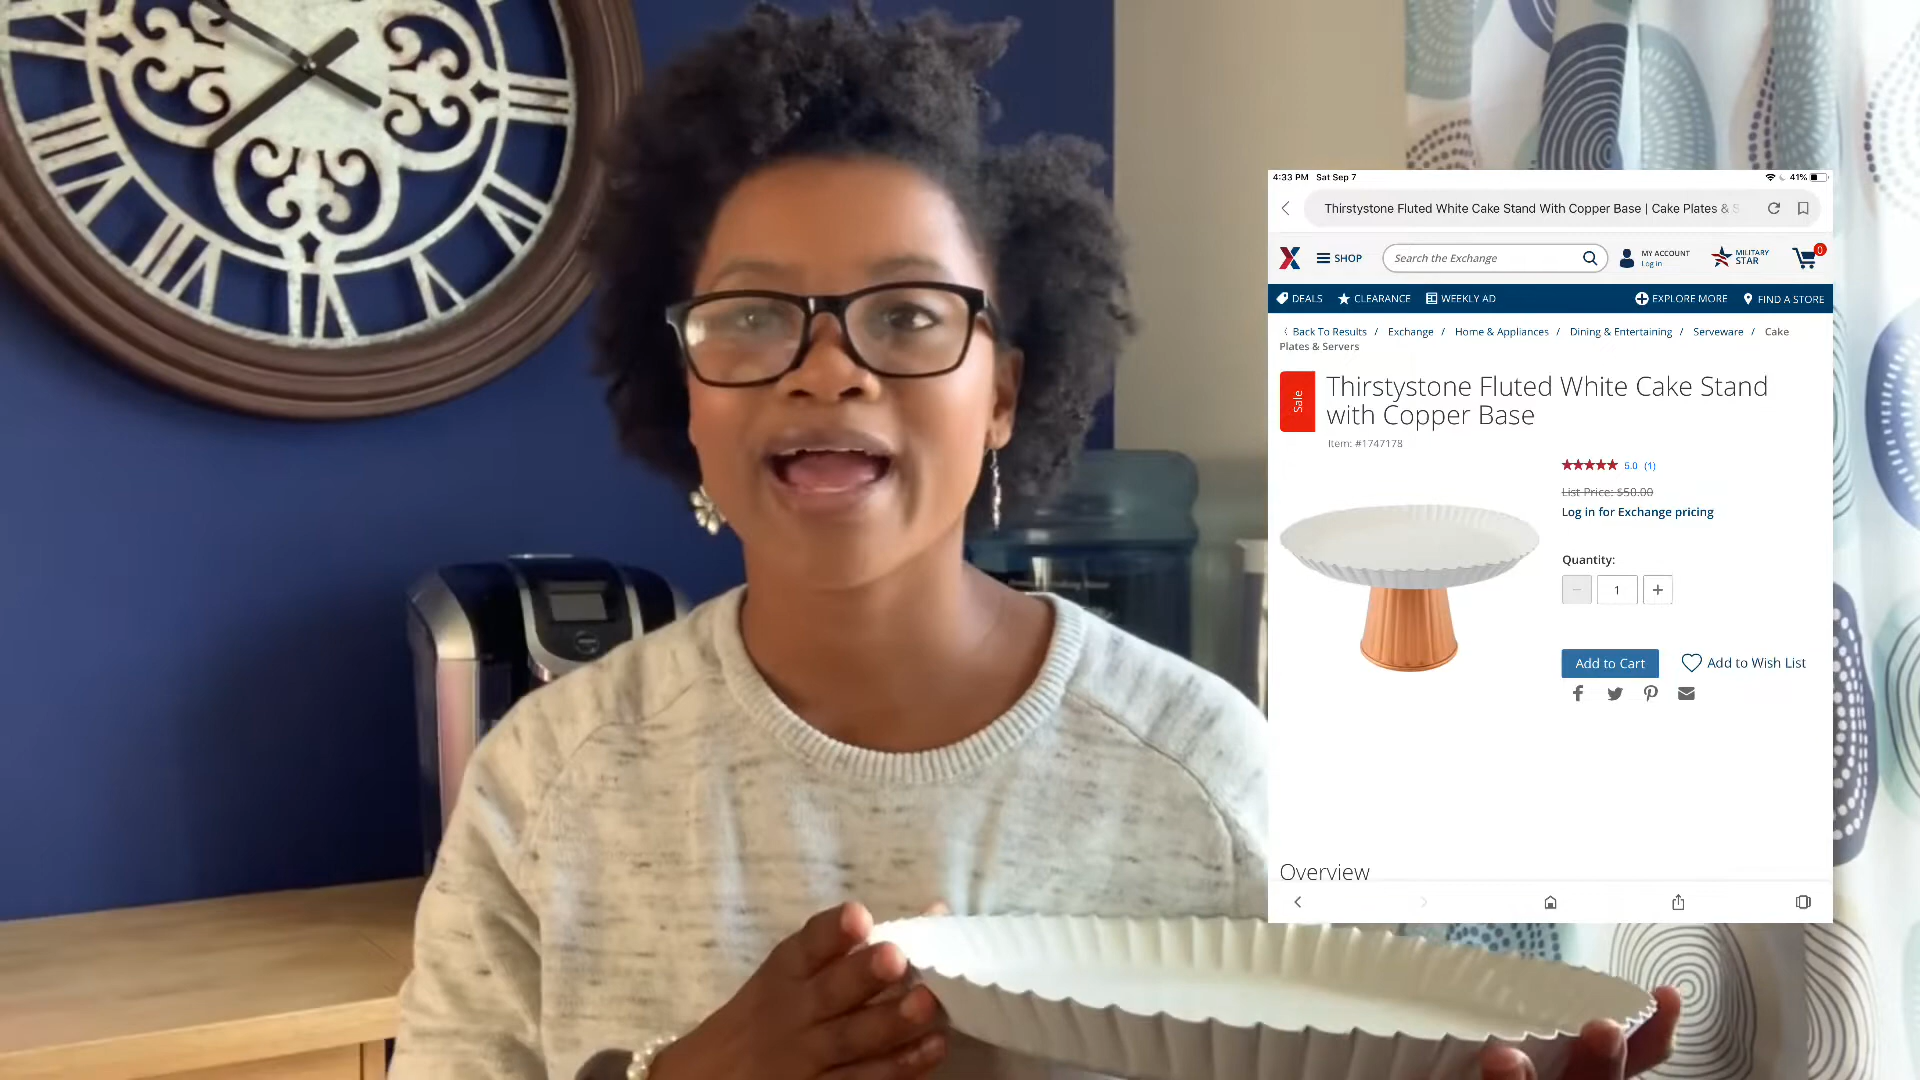 4:33 PM Sat Sep 7
41%
Thirstystone Fluted White Cake Stand With Copper Base | Cake Plates & S
X
SHOP
Search the Exchange
MY ACCOUNT
Log in
MILITARY
STAR
0
DEALS
CLEARANCE
WEEKLY AD
EXPLORE MORE
FIND A STORE
Back To Results / Exchange / Home & Appliances / Dining & Entertaining / Serveware / Cake
Plates & Servers
Sale
Thirstystone Fluted White Cake Stand
with Copper Base
Item: #1747178
5.0 (1)
List Price: $50.00
Log in for Exchange pricing
Quantity:
− 1 +
Add to Cart
Add to Wish List
Overview